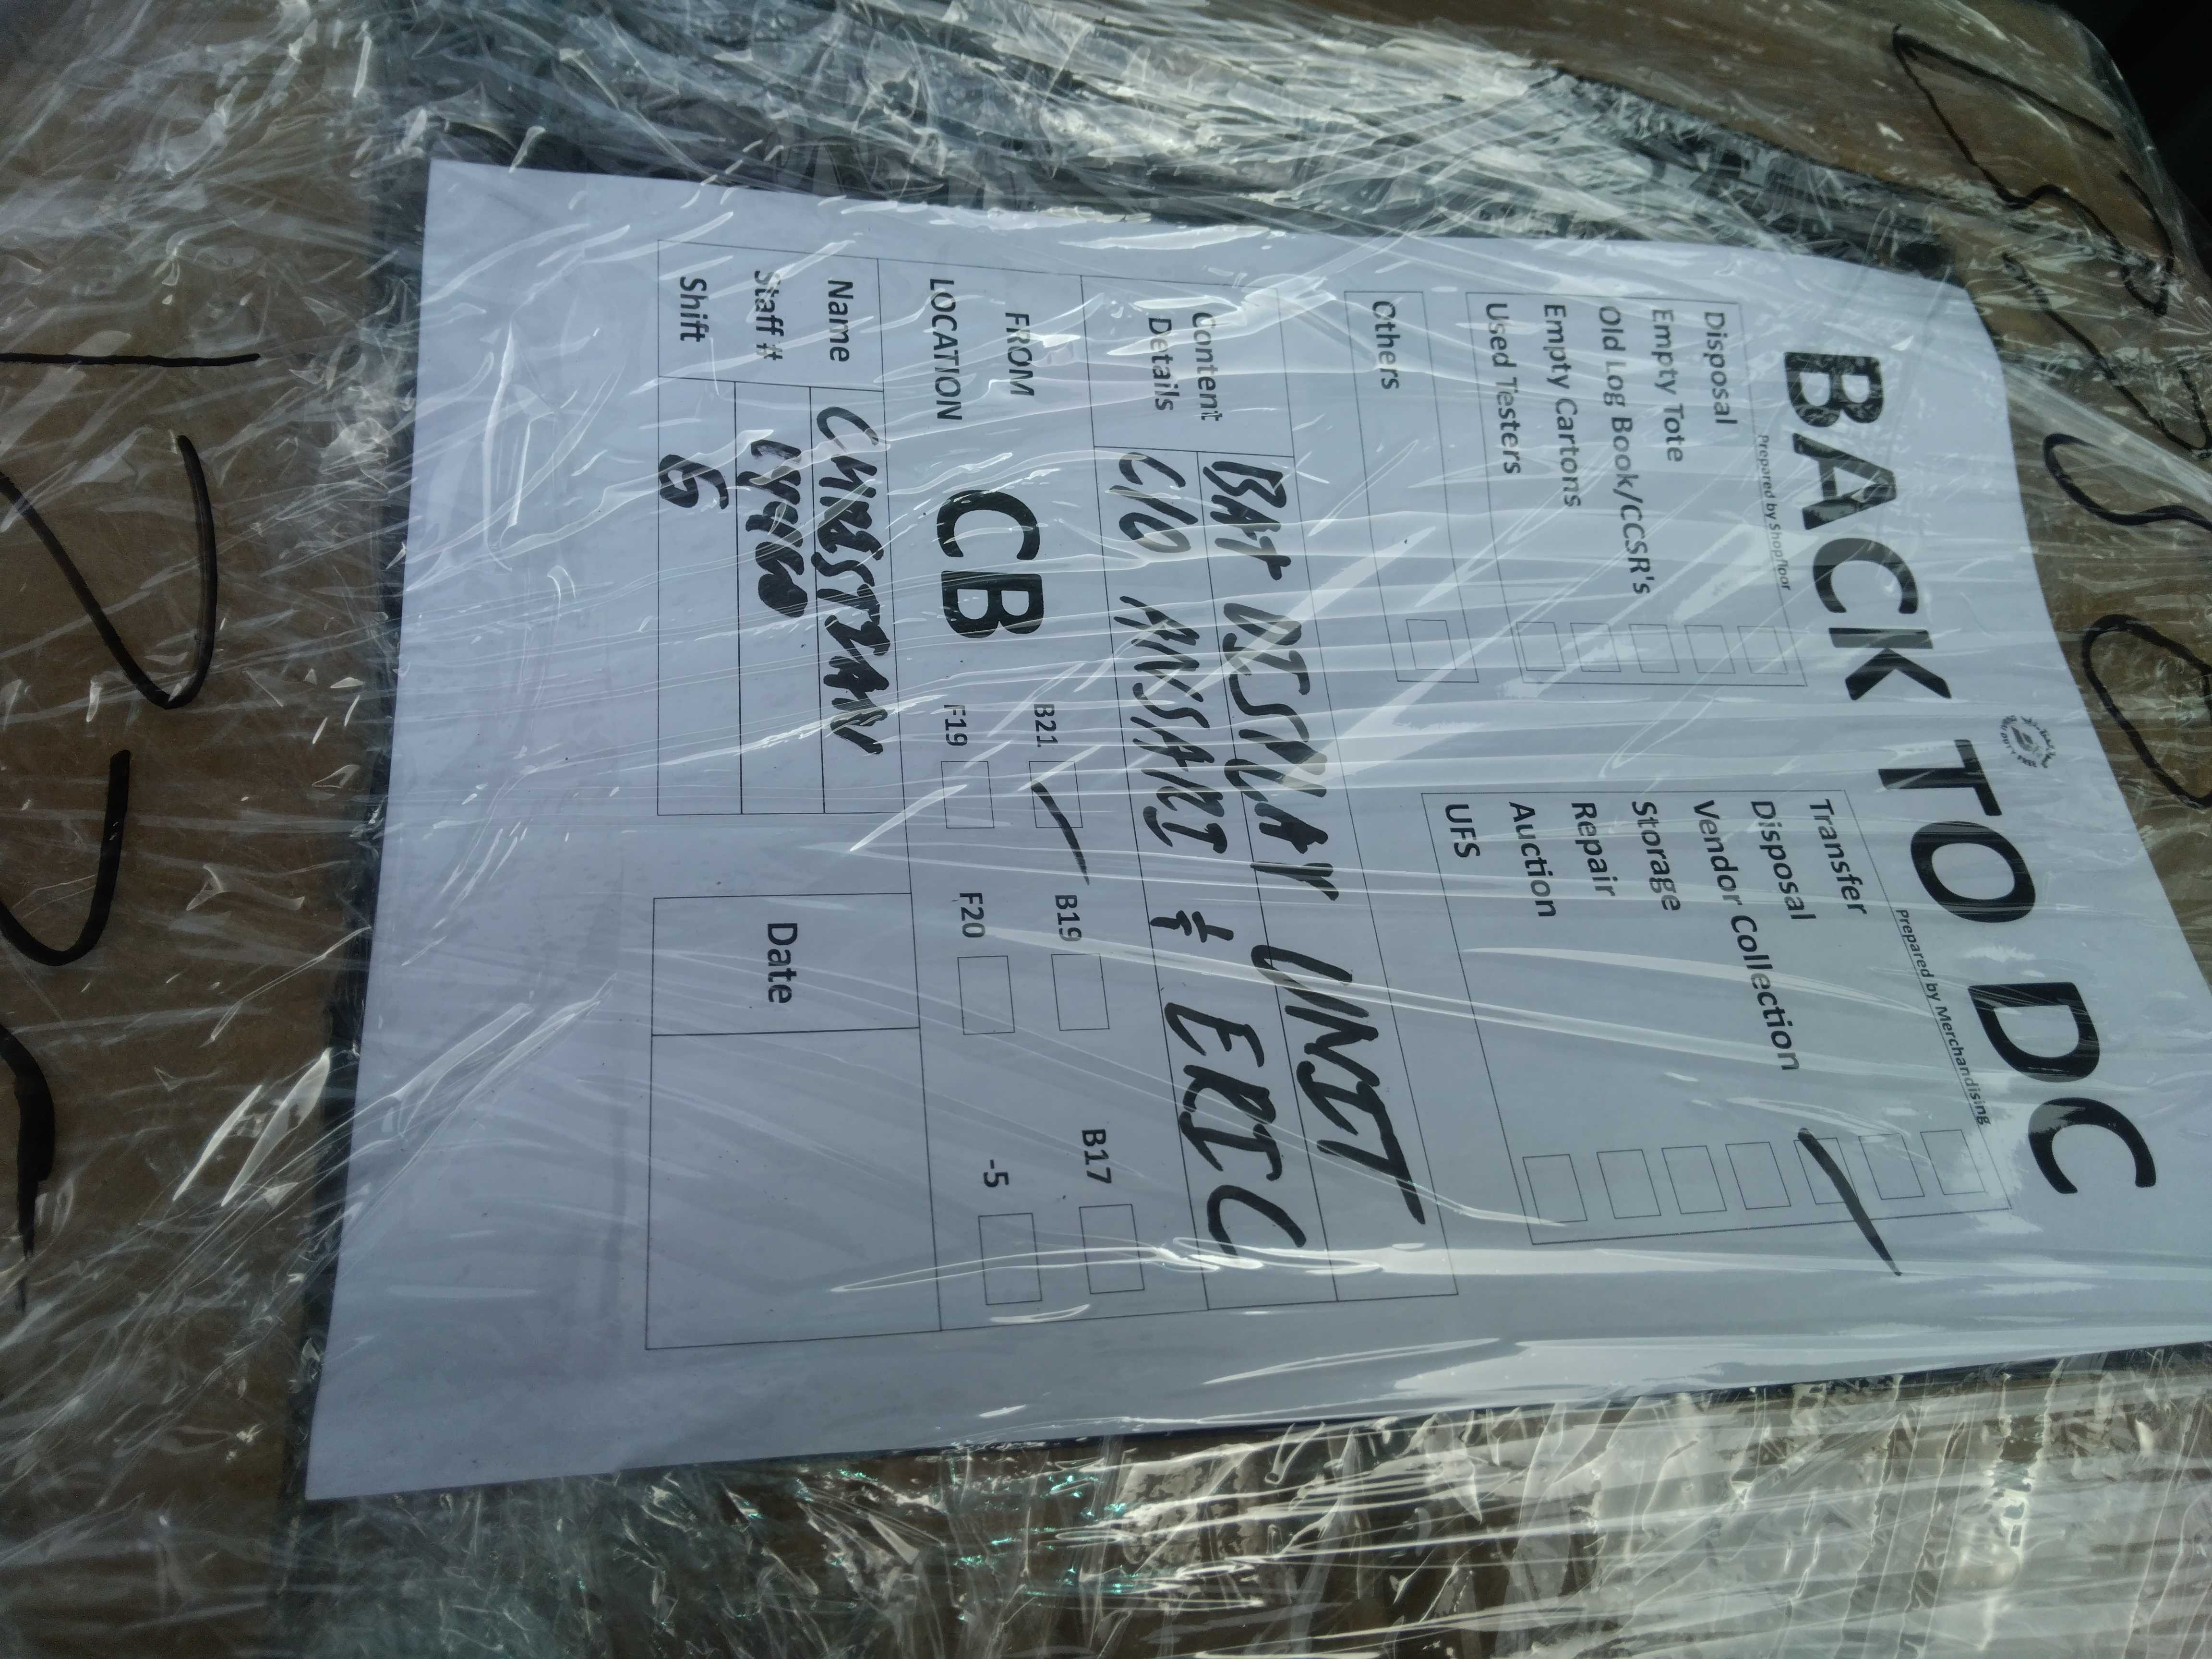 BACK TO DC
Prepared by Shopfloor
Disposal
Empty Tote
Old Log Book/CCSR's
Empty Cartons
Used Testers
Others
Prepared by Merchandising
Transfer
Disposal
Vendor Collection
Storage
Repair
Auction
UFS
Content Details
BAT DISPLAY UNIT
C/O ANSARI & ERIC
FROM LOCATION
CB
B21 B19 B17
F19 F20 -5
Name CHRISTIAN
Staff #
Shift G
Date